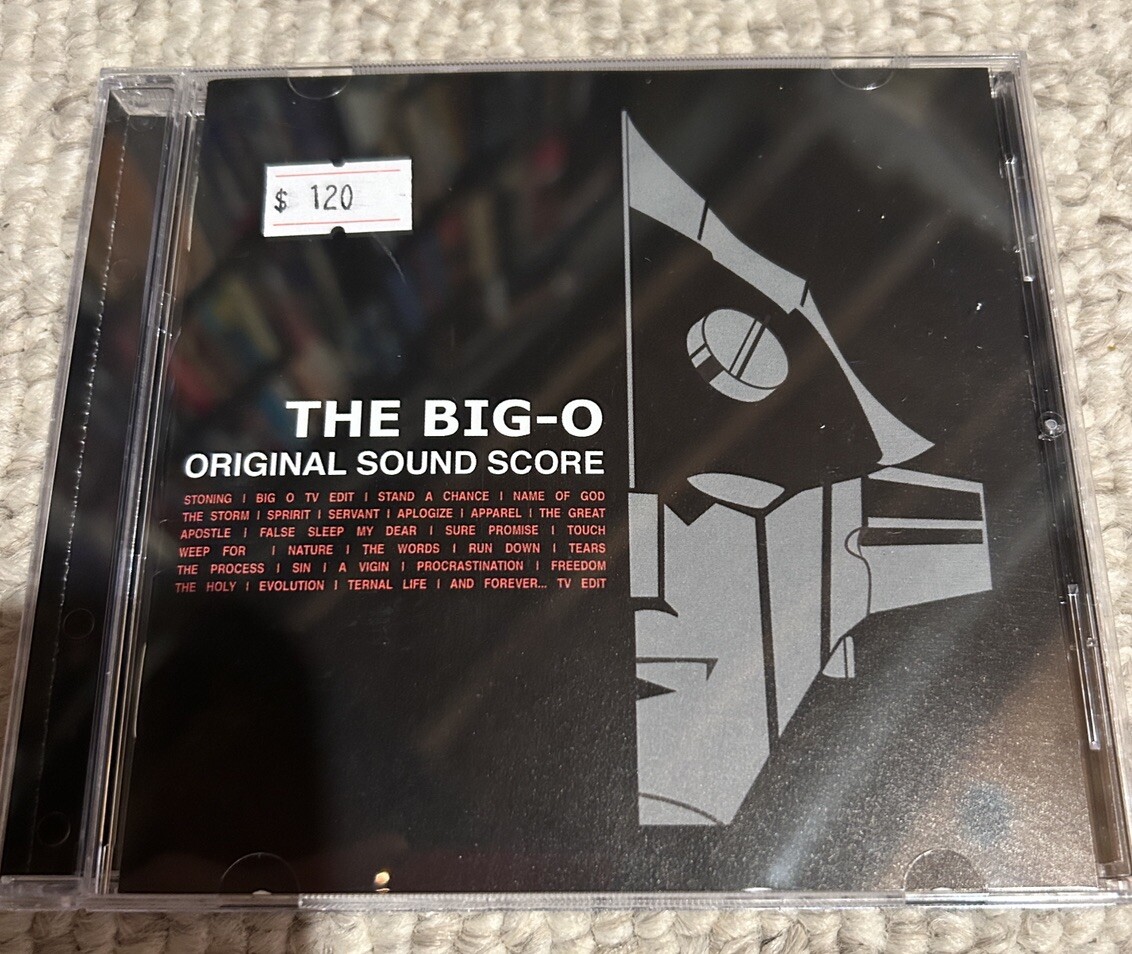 $ 120
THE BIG-O
ORIGINAL SOUND SCORE
STONING | BIG O TV EDIT | STAND A CHANCE | NAME OF GOD
THE STORM | SPRIRIT | SERVANT | APLOGIZE | APPAREL | THE GREAT
APOSTLE | FALSE SLEEP MY DEAR | SURE PROMISE | TOUCH
WEEP FOR | NATURE | THE WORDS | RUN DOWN | TEARS
THE PROCESS | SIN | A VIGIN | PROCRASTINATION | FREEDOM
THE HOLY | EVOLUTION | TERNAL LIFE | AND FOREVER... TV EDIT